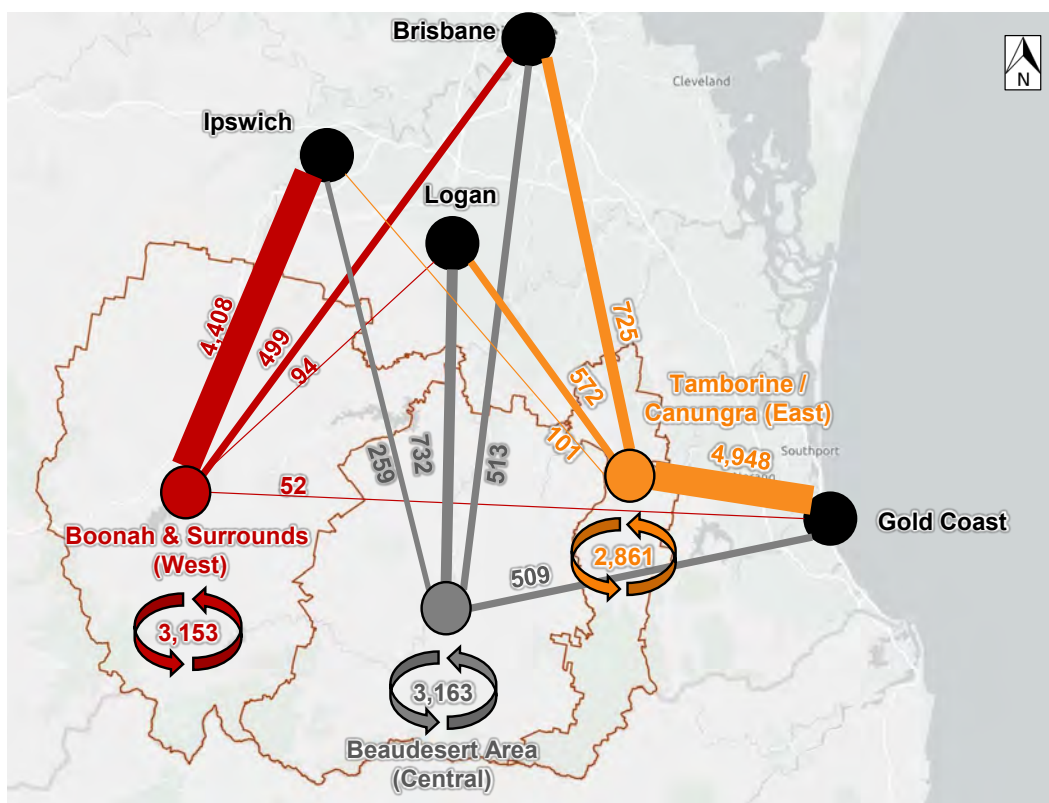 Brisbane
Cleveland
N
Ipswich
Logan
4,408
499
94
725
572
Tamborine /
Canungra (East)
101
4,948
Southport
259
732
513
52
Gold Coast
Boonah & Surrounds
(West)
2,861
509
3,153
3,163
Beaudesert Area
(Central)